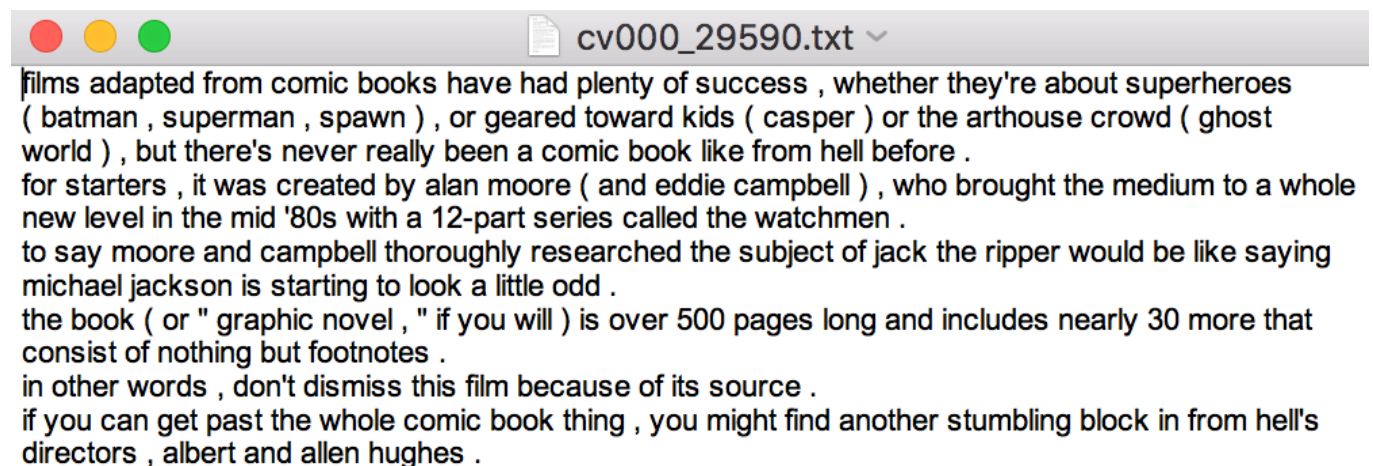 cv000_29590.txt
films adapted from comic books have had plenty of success , whether they're about superheroes
( batman , superman , spawn ) , or geared toward kids ( casper ) or the arthouse crowd ( ghost
world ) , but there's never really been a comic book like from hell before .
for starters , it was created by alan moore ( and eddie campbell ) , who brought the medium to a whole
new level in the mid '80s with a 12-part series called the watchmen .
to say moore and campbell thoroughly researched the subject of jack the ripper would be like saying
michael jackson is starting to look a little odd .
the book ( or " graphic novel , " if you will ) is over 500 pages long and includes nearly 30 more that
consist of nothing but footnotes .
in other words , don't dismiss this film because of its source .
if you can get past the whole comic book thing , you might find another stumbling block in from hell's
directors , albert and allen hughes .